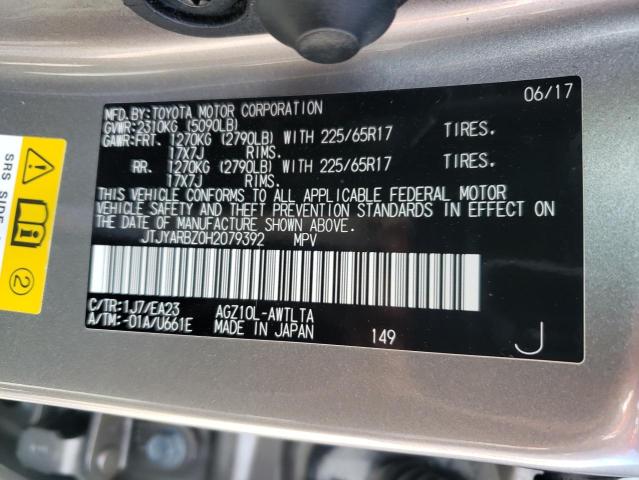 06/17
MFD.BY:TOYOTA MOTOR CORPORATION
GVWR:2310KG (5090LB)
GAWR:FRT. 1270KG (2790LB) WITH 225/65R17 TIRES.
17X7J RIMS.
RR. 1270KG (2790LB) WITH 225/65R17 TIRES.
17X7J RIMS.
THIS VEHICLE CONFORMS TO ALL APPLICABLE FEDERAL MOTOR
VEHICLE SAFETY AND THEFT PREVENTION STANDARDS IN EFFECT ON
THE DATE OF MANUFACTURE SHOWN ABOVE.
JTJYARBZ0H2079392 MPV
C/TR:1J7/EA23 AGZ10L-AWTLTA
A/TM:-01A/U661E MADE IN JAPAN 149 J
SRS SIDE
2